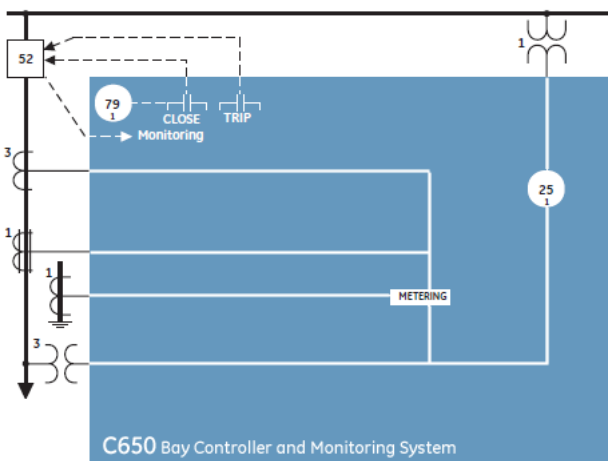 1
52
79
1
CLOSE
TRIP
Monitoring
3
25
1
1
1
METERING
3
C650 Bay Controller and Monitoring System